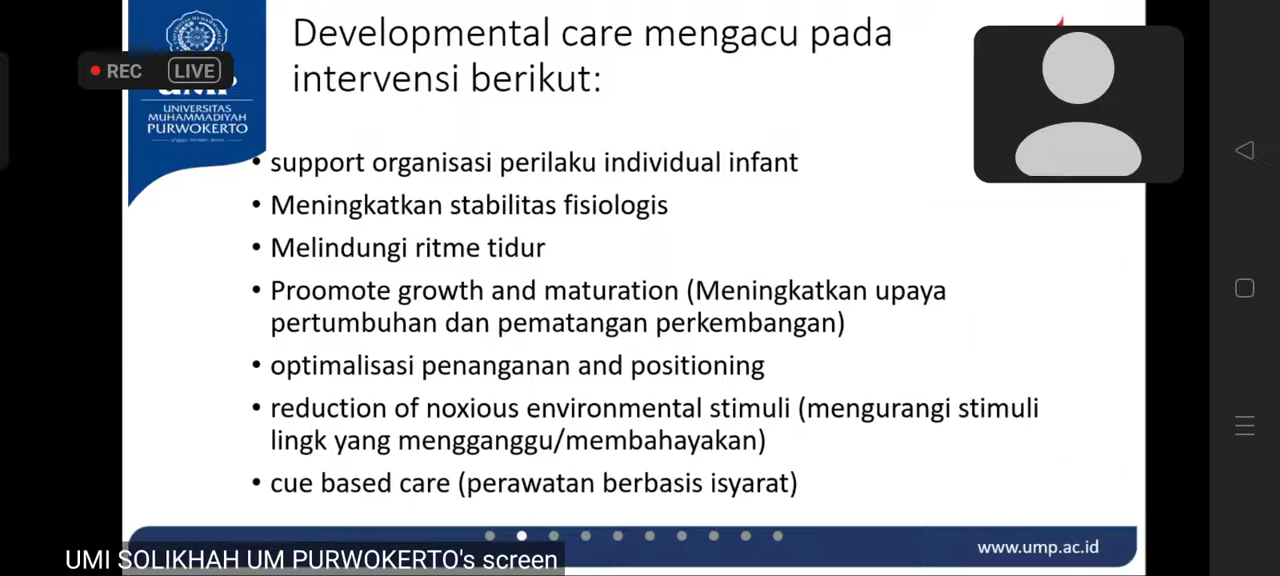 Developmental care mengacu pada
intervensi berikut:
REC
LIVE
UNIVERSITAS
MUHAMMADIYAH
PURWOKERTO
• support organisasi perilaku individual infant
• Meningkatkan stabilitas fisiologis
• Melindungi ritme tidur
• Proomote growth and maturation (Meningkatkan upaya
pertumbuhan dan pematangan perkembangan)
• optimalisasi penanganan and positioning
• reduction of noxious environmental stimuli (mengurangi stimuli
lingk yang mengganggu/membahayakan)
• cue based care (perawatan berbasis isyarat)
www.ump.ac.id
UMI SOLIKHAH UM PURWOKERTO's screen